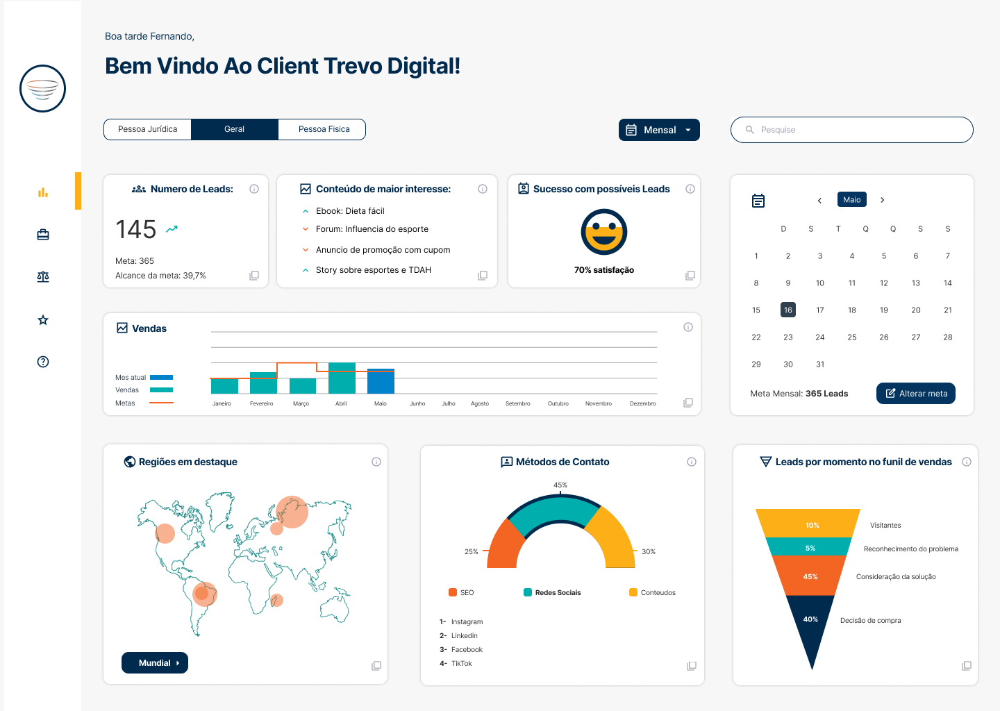 Boa tarde Fernando,
Bem Vindo Ao Client Trevo Digital!
Pessoa Jurídica
Geral
Pessoa Fisica
Mensal
Pesquise
Numero de Leads:
145
Meta: 365
Alcance da meta: 39,7%
Conteúdo de maior interesse:
Ebook: Dieta fácil
Forum: Influencia do esporte
Anuncio de promoção com cupom
Story sobre esportes e TDAH
Sucesso com possíveis Leads
70% satisfação
Maio
D S T Q Q S S
1 2 3 4 5 6 7
8 9 10 11 12 13 14
15 16 17 18 19 20 21
22 23 24 25 26 27 28
29 30 31
Meta Mensal: 365 Leads
Alterar meta
Vendas
Mes atual
Vendas
Metas
Janeiro Fevereiro Março Abril Maio Junho Julho Agosto Setembro Outubro Novembro Dezembro
Regiões em destaque
Mundial
Métodos de Contato
45%
25%
30%
SEO
Redes Sociais
Conteudos
1- Instagram
2- Linkedin
3- Facebook
4- TikTok
Leads por momento no funil de vendas
10% Visitantes
5% Reconhecimento do problema
45% Consideração da solução
40% Decisão de compra